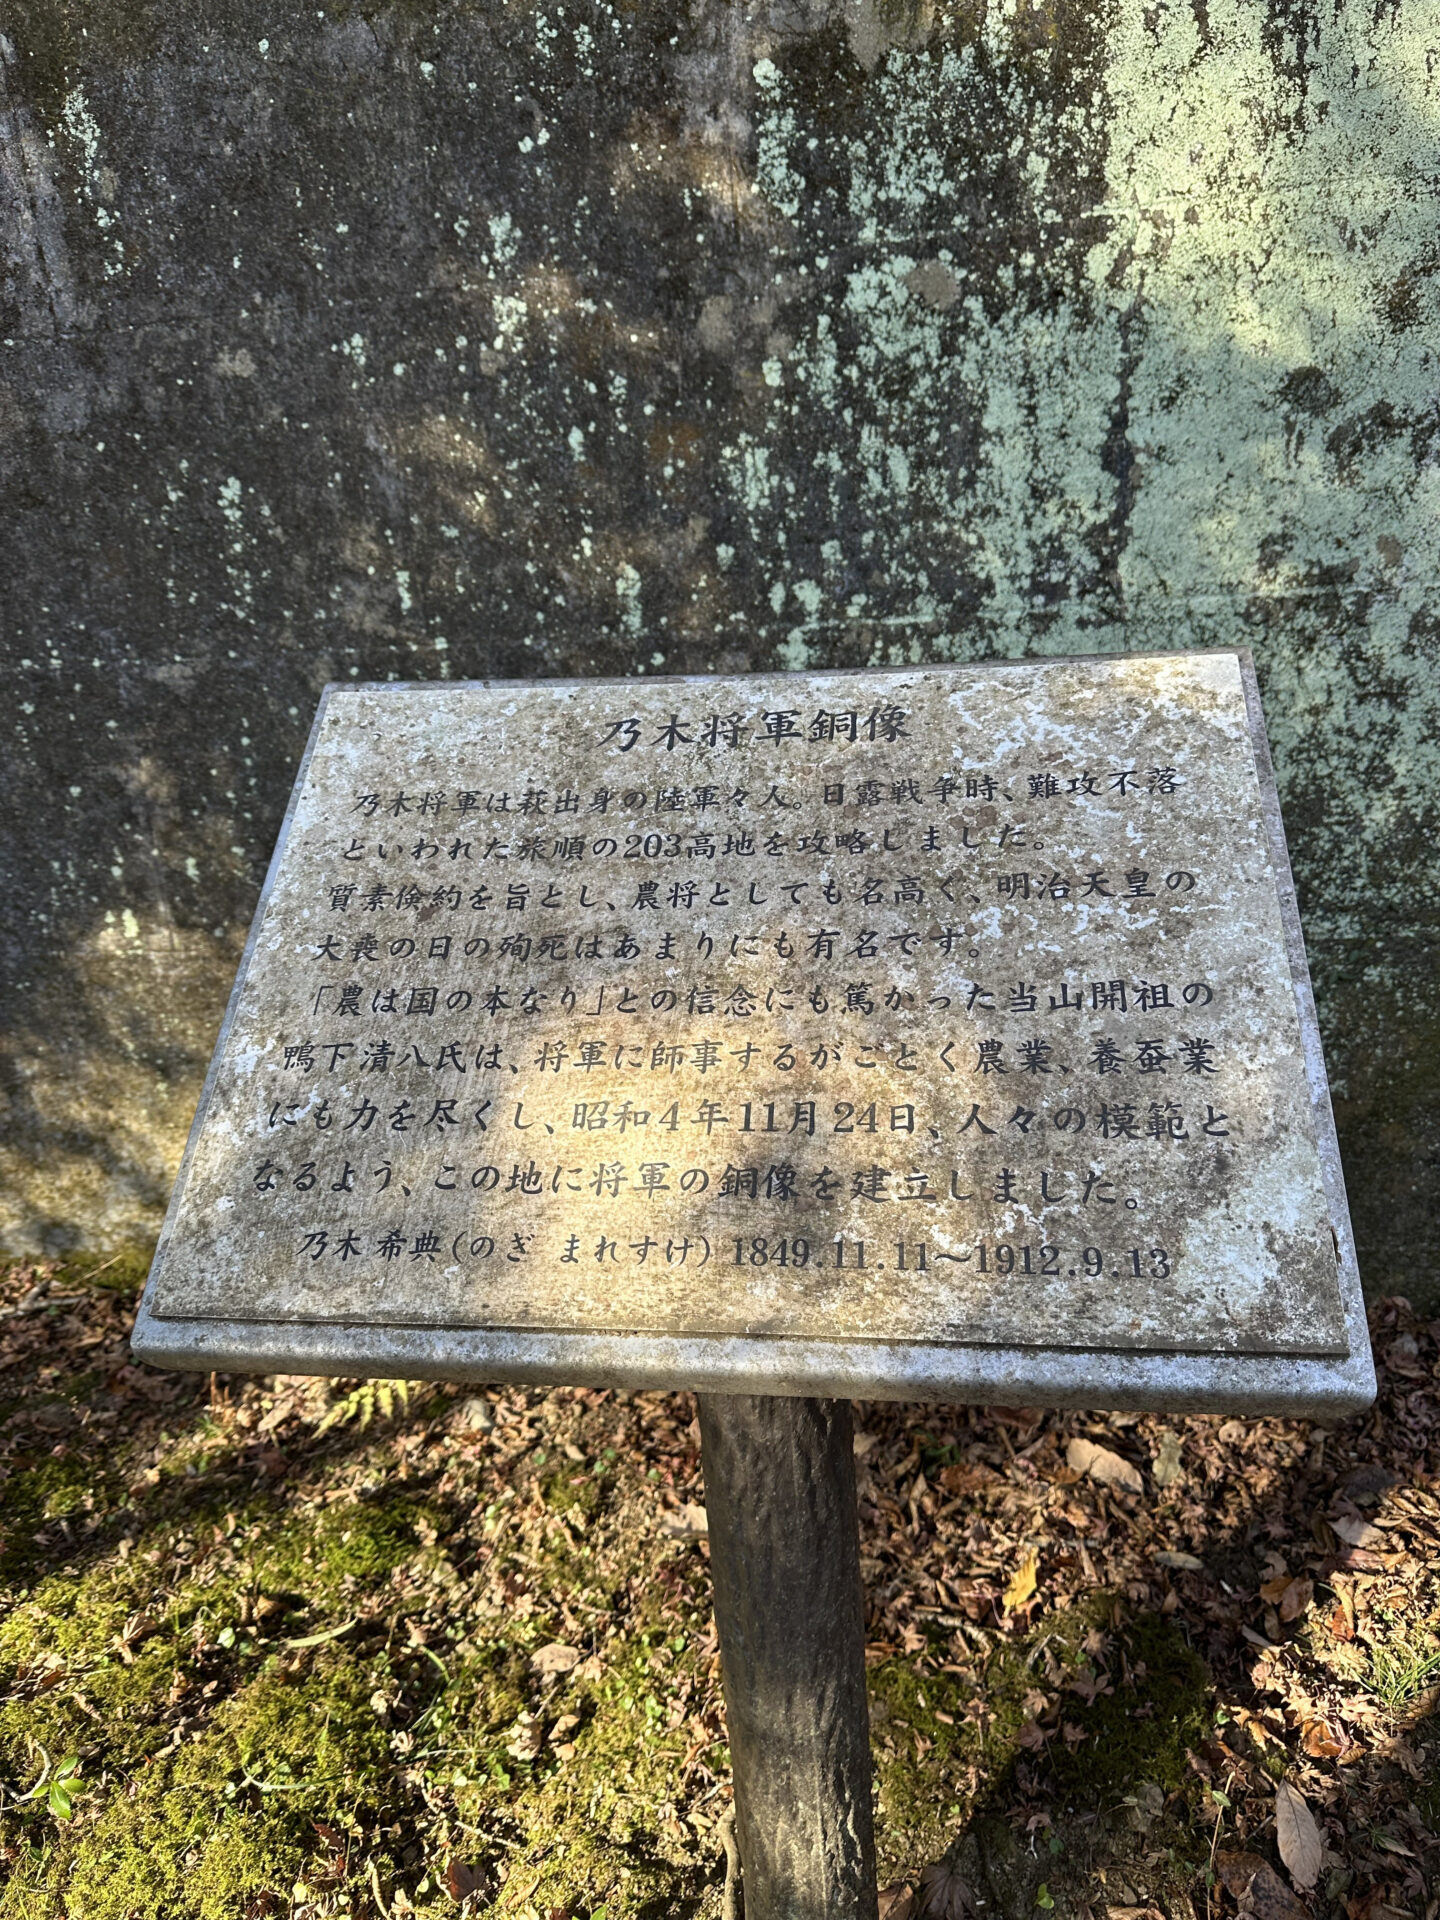 乃木将軍銅像
乃木将軍は萩出身の陸軍々人。日露戦争時、難攻不落
といわれた旅順の203高地を攻略しました。
質素倹約を旨とし、農将としても名高く、明治天皇の
大喪の日の殉死はあまりにも有名です。
「農は国の本なり」との信念にも篤かった当山開祖の
鴨下清八氏は、将軍に師事するがごとく農業、養蚕業
にも力を尽くし、昭和4年11月24日、人々の模範と
なるよう、この地に将軍の銅像を建立しました。
乃木 希典(のぎ まれすけ) 1849.11.11〜1912.9.13